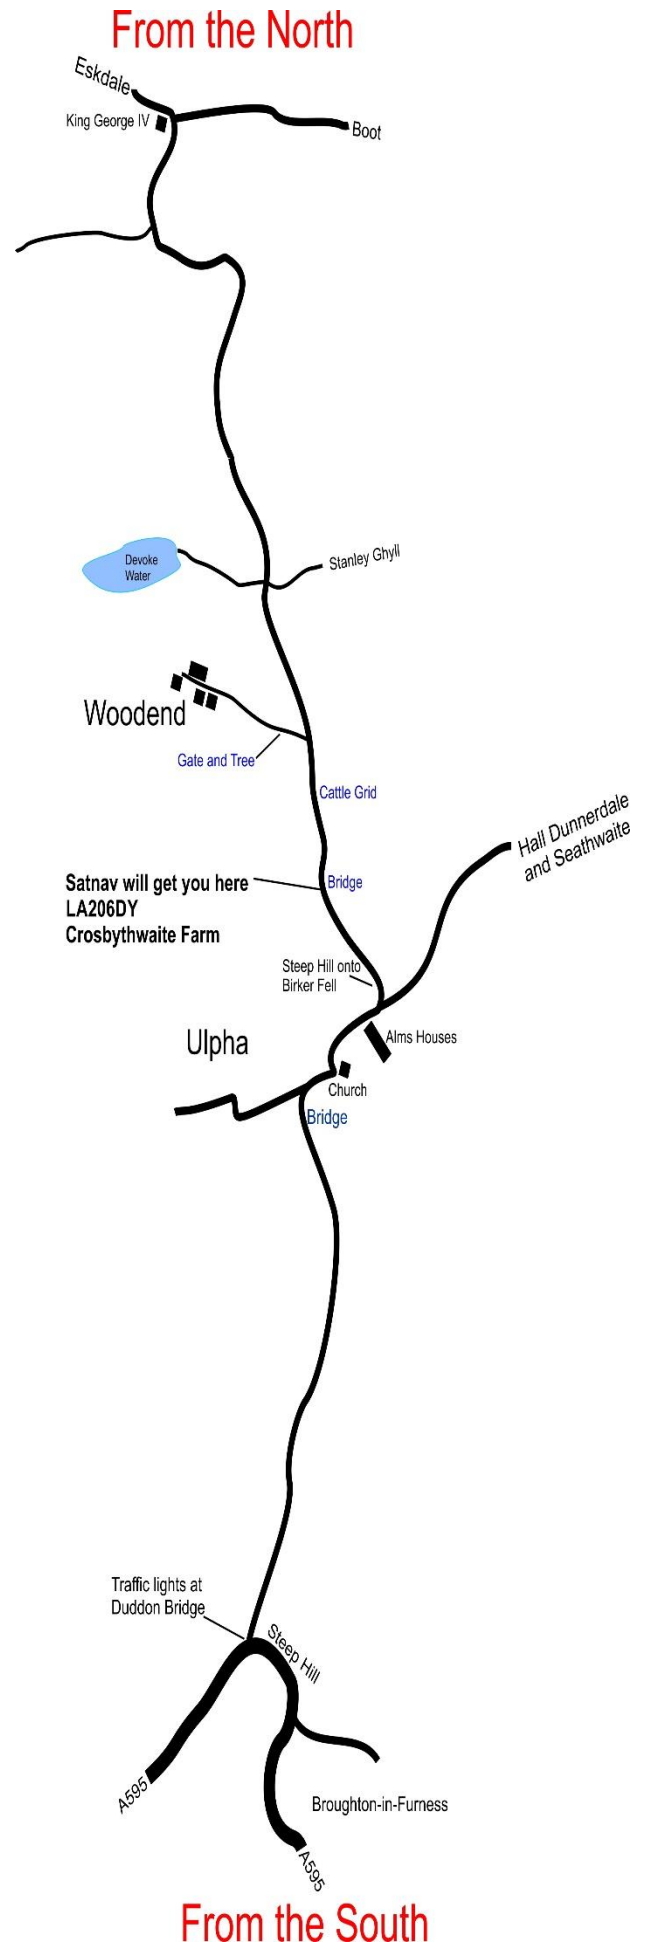 From the North
Eskdale
King George IV
Boot
Devoke
Water
Stanley Ghyll
Woodend
Gate and Tree
Cattle Grid
Hall Dunnerdale
and Seathwaite
Satnav will get you here
LA206DY
Crosbythwaite Farm
Bridge
Steep Hill onto
Birker Fell
Ulpha
Alms Houses
Church
Bridge
Traffic lights at
Duddon Bridge
Steep Hill
A595
Broughton-in-Furness
A595
From the South